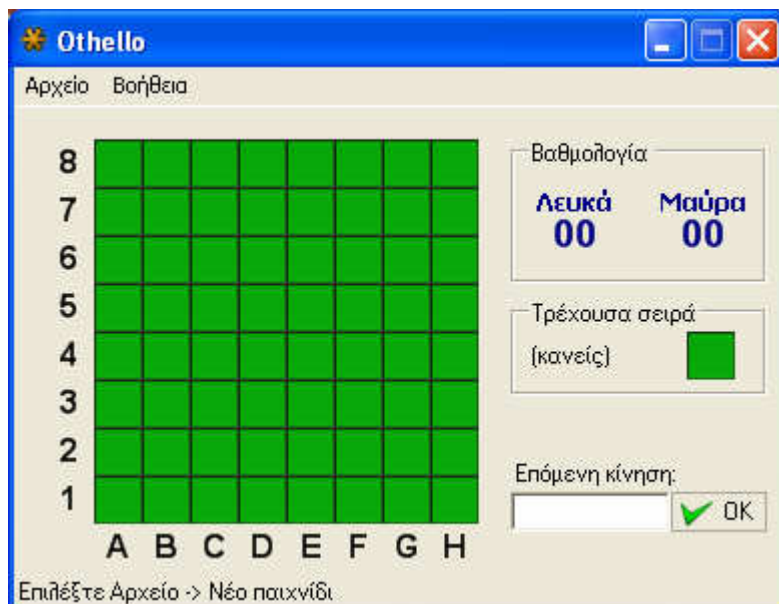 Othello
Αρχείο Βοήθεια
8
7
6
5
4
3
2
1
A B C D E F G H
Βαθμολογία
Λευκά Μαύρα
00 00
Τρέχουσα σειρά
(κανείς)
Επόμενη κίνηση:
OK
Επιλέξτε Αρχείο -> Νέο παιχνίδι